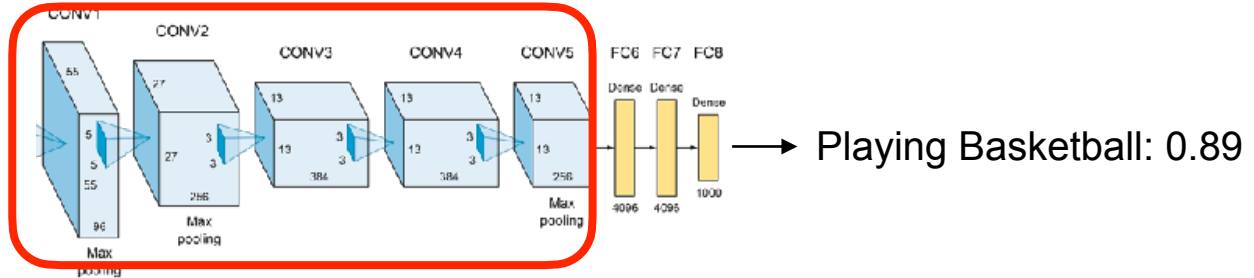 CONV1
CONV2
CONV3
CONV4
CONV5
FC6
FC7
FC8
55
5
5
55
96
Max
pooling
27
27
3
3
256
Max
pooling
13
13
3
3
384
13
13
3
3
384
13
13
256
Max
pooling
Dense
4096
Dense
4096
Dense
1000
Playing Basketball: 0.89